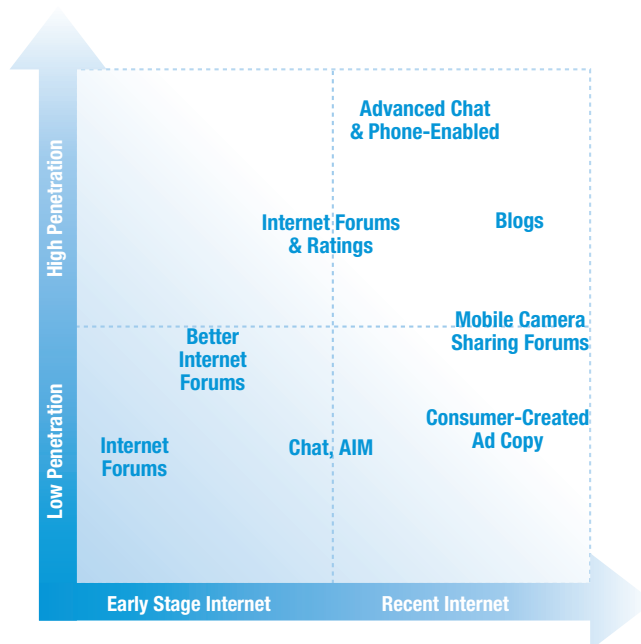 Advanced Chat
& Phone-Enabled
High Penetration
Internet Forums
& Ratings
Blogs
Mobile Camera
Sharing Forums
Better
Internet
Forums
Low Penetration
Consumer-Created
Ad Copy
Internet
Forums
Chat, AIM
Early Stage Internet
Recent Internet